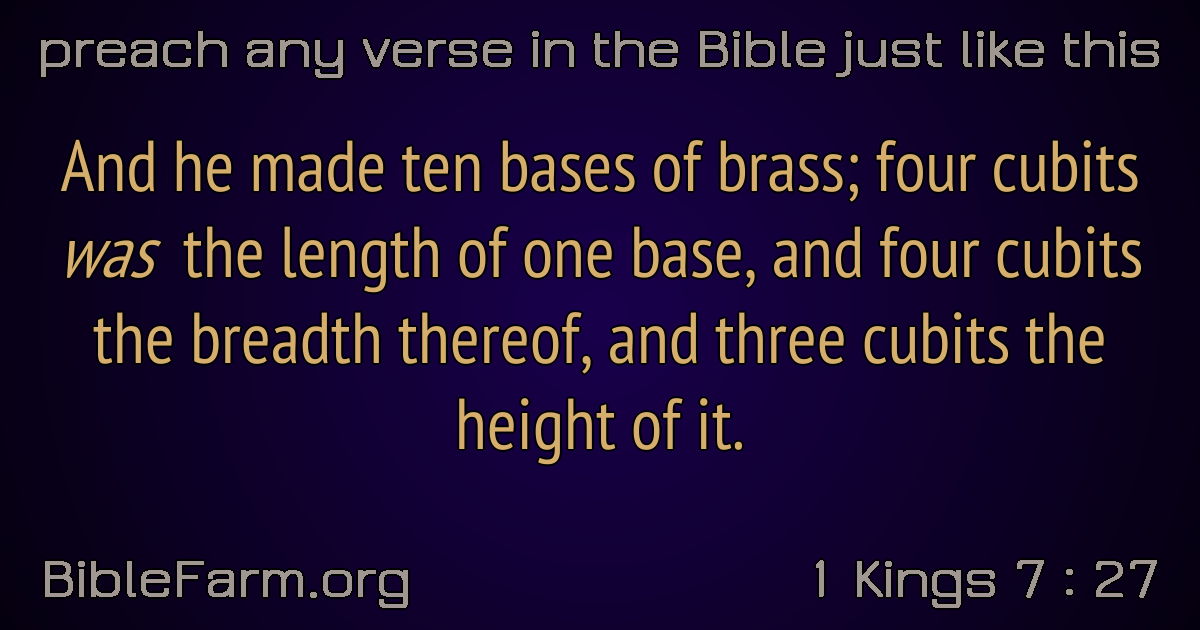 preach any verse in the Bible just like this
And he made ten bases of brass; four cubits
was the length of one base, and four cubits
the breadth thereof, and three cubits the
height of it.
BibleFarm.org
1 Kings 7 : 27